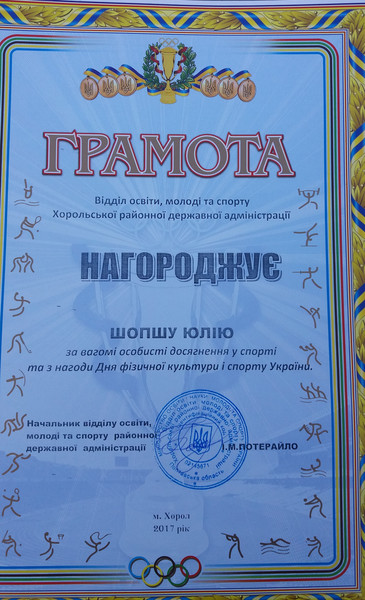 ГРАМОТА
Відділ освіти, молоді та спорту
Хорольської районної державної адміністрації
НАГОРОДЖУЄ
ШОПШУ ЮЛІЮ
за вагомі особисті досягнення у спорті
та з нагоди Дня фізичної культури і спорту України.
Начальник відділу освіти,
молоді та спорту районної
державної адміністрації І.М.ПОТЕРАЙЛО
м. Хорол
2017 рік